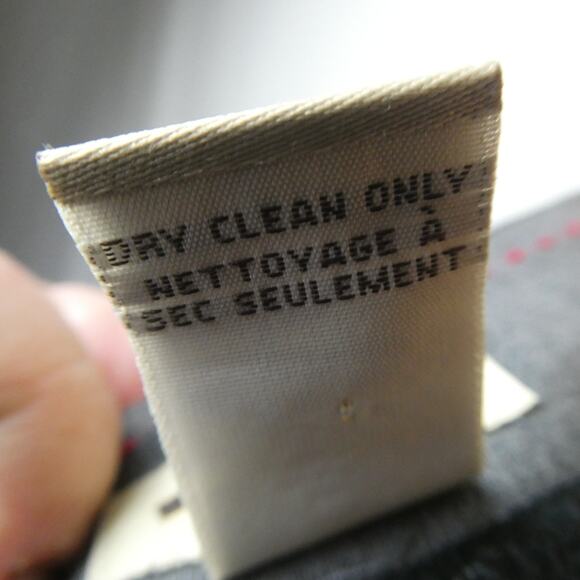 DRY CLEAN ONLY
NETTOYAGE À
SEC SEULEMENT